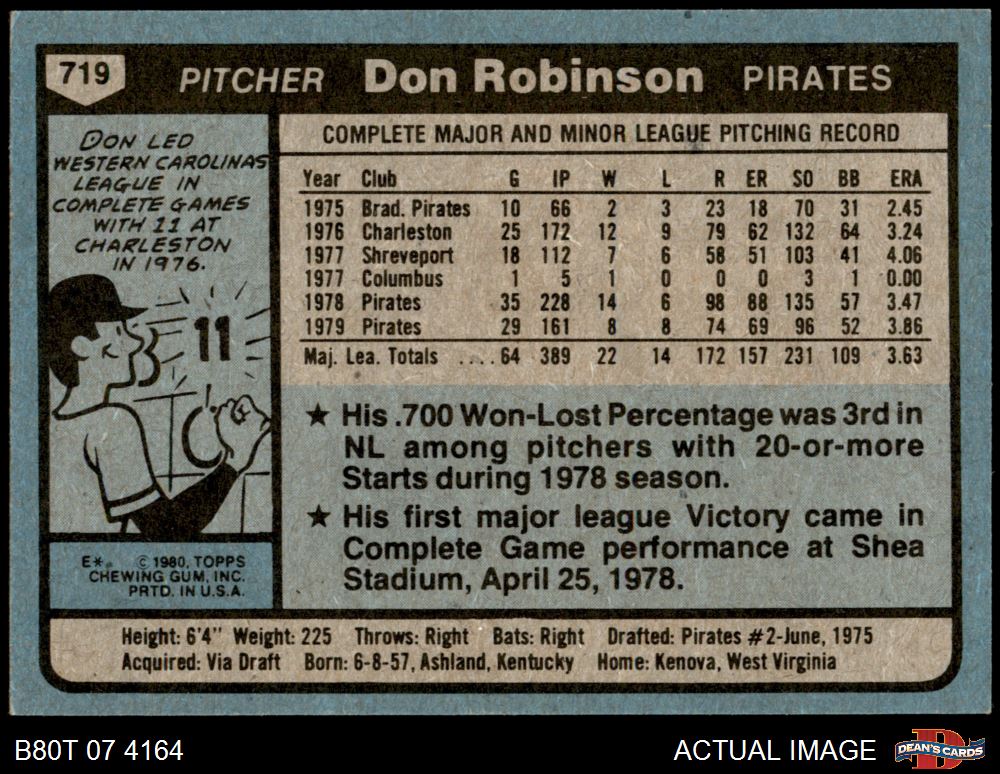 719 PITCHER Don Robinson PIRATES
DON LED
WESTERN CAROLINAS
LEAGUE IN
COMPLETE GAMES
WITH 11 AT
CHARLESTON
IN 1976.
11
E*. © 1980, TOPPS
CHEWING GUM, INC.
PRTD. IN U.S.A.
COMPLETE MAJOR AND MINOR LEAGUE PITCHING RECORD
Year Club G IP W L R ER SO BB ERA
1975 Brad. Pirates 10 66 2 3 23 18 70 31 2.45
1976 Charleston 25 172 12 9 79 62 132 64 3.24
1977 Shreveport 18 112 7 6 58 51 103 41 4.06
1977 Columbus 1 5 1 0 0 0 3 1 0.00
1978 Pirates 35 228 14 6 98 88 135 57 3.47
1979 Pirates 29 161 8 8 74 69 96 52 3.86
Maj. Lea. Totals .... 64 389 22 14 172 157 231 109 3.63
★ His .700 Won-Lost Percentage was 3rd in
NL among pitchers with 20-or-more
Starts during 1978 season.
★ His first major league Victory came in
Complete Game performance at Shea
Stadium, April 25, 1978.
Height: 6'4" Weight: 225 Throws: Right Bats: Right Drafted: Pirates #2-June, 1975
Acquired: Via Draft Born: 6-8-57, Ashland, Kentucky Home: Kenova, West Virginia
B80T 07 4164 ACTUAL IMAGE D DEAN'S CARDS